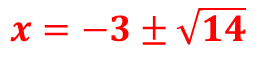 x = −3 ± √14